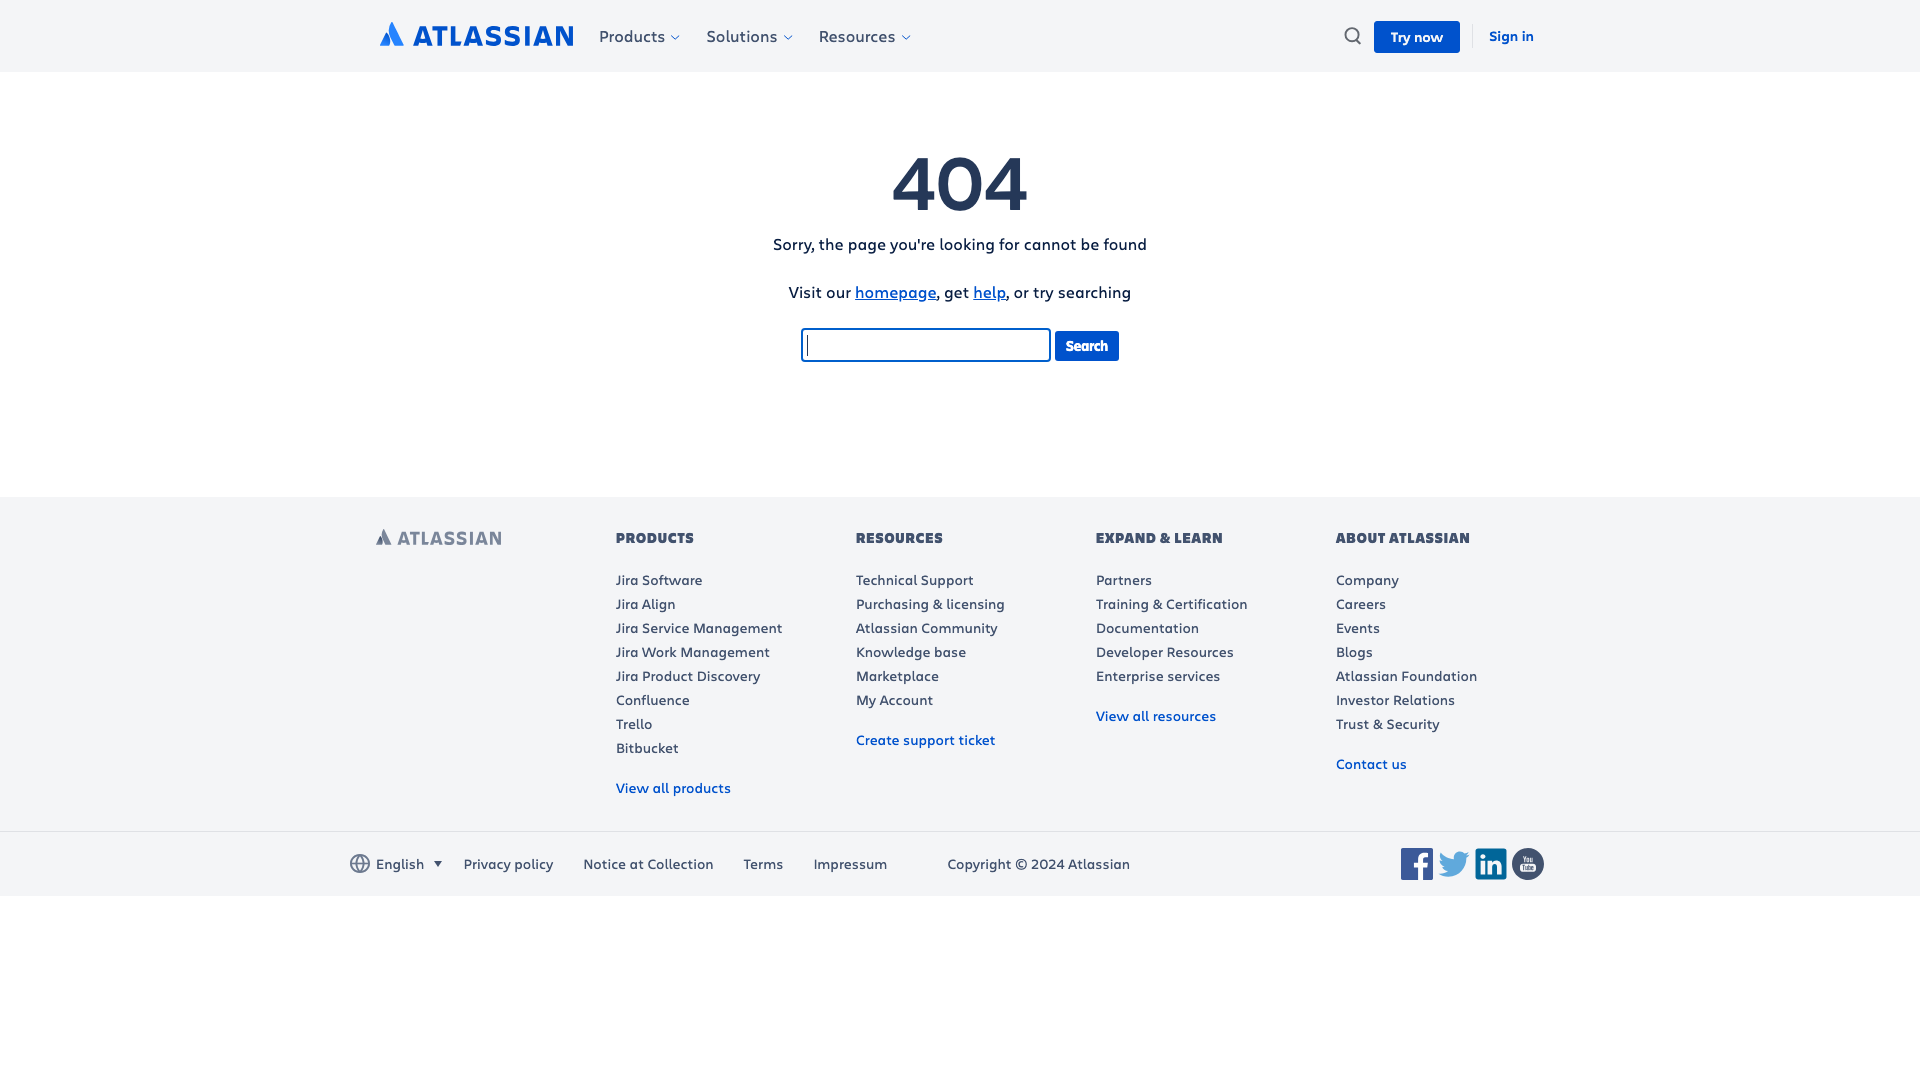 ATLASSIAN Products Solutions Resources Try now Sign in
404
Sorry, the page you're looking for cannot be found
Visit our homepage, get help, or try searching
Search
ATLASSIAN
PRODUCTS
Jira Software
Jira Align
Jira Service Management
Jira Work Management
Jira Product Discovery
Confluence
Trello
Bitbucket
View all products
RESOURCES
Technical Support
Purchasing & licensing
Atlassian Community
Knowledge base
Marketplace
My Account
Create support ticket
EXPAND & LEARN
Partners
Training & Certification
Documentation
Developer Resources
Enterprise services
View all resources
ABOUT ATLASSIAN
Company
Careers
Events
Blogs
Atlassian Foundation
Investor Relations
Trust & Security
Contact us
English Privacy policy Notice at Collection Terms Impressum Copyright © 2024 Atlassian
in
You
Tube